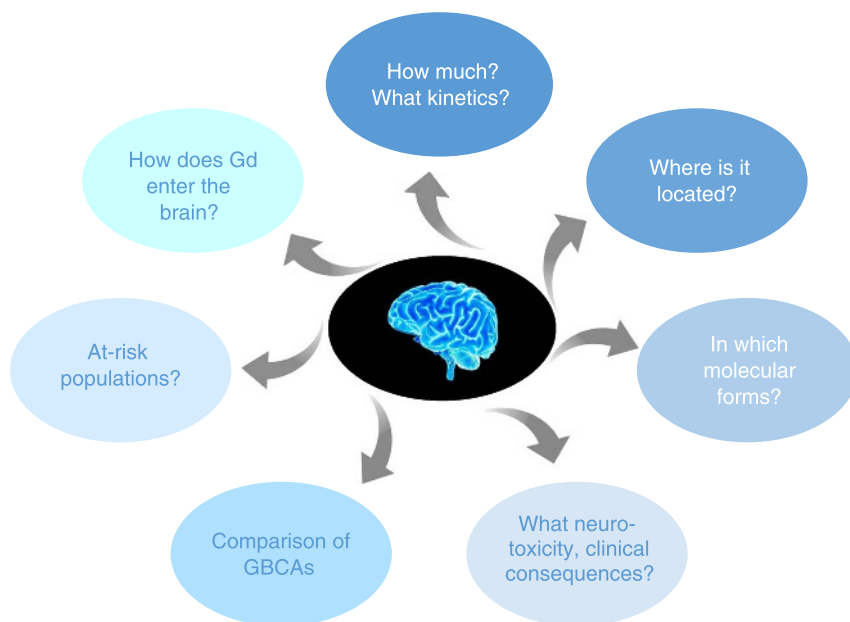 How much?
What kinetics?
Where is it
located?
In which
molecular
forms?
What neuro-
toxicity, clinical
consequences?
Comparison of
GBCAs
At-risk
populations?
How does Gd
enter the
brain?